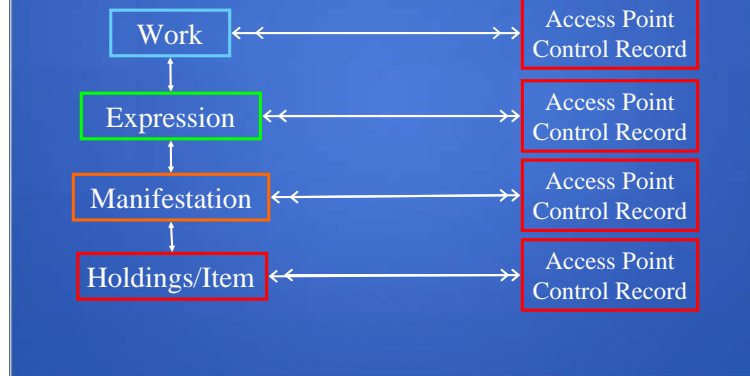 Work
Access Point
Control Record
Expression
Access Point
Control Record
Manifestation
Access Point
Control Record
Holdings/Item
Access Point
Control Record